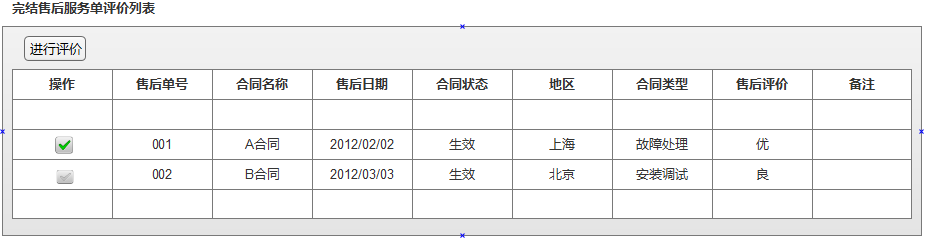 完结售后服务单评价列表
进行评价
操作 售后单号 合同名称 售后日期 合同状态 地区 合同类型 售后评价 备注
001 A合同 2012/02/02 生效 上海 故障处理 优
002 B合同 2012/03/03 生效 北京 安装调试 良